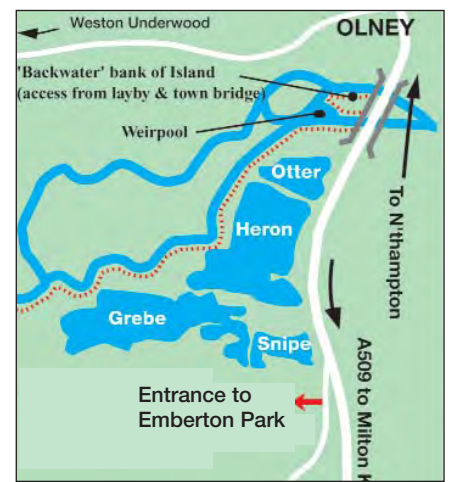 Weston Underwood
OLNEY
'Backwater' bank of Island
(access from layby & town bridge)
Weirpool
Otter
Heron
To N'thampton
Grebe
Snipe
A509 to Milton K
Entrance to
Emberton Park